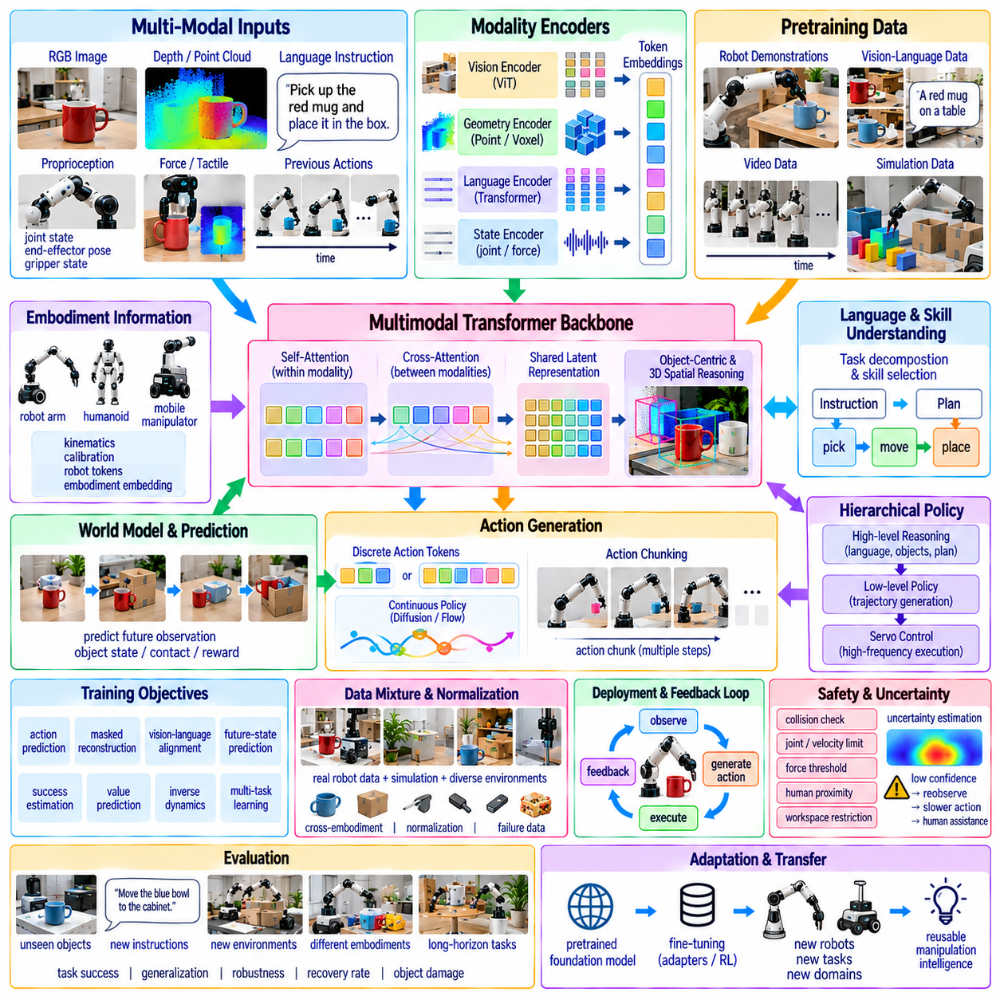 Multi-Modal Inputs
RGB Image
Depth / Point Cloud
Language Instruction
"Pick up the
red mug and
place it in the box.
Proprioception
Force / Tactile
Previous Actions
joint state
end-effector pose
gripper state
...
time
Modality Encoders
Token
Embeddings
Vision Encoder
(ViT)
Geometry Encoder
(Point / Voxel)
Language Encoder
(Transformer)
State Encoder
(joint / force)
Pretraining Data
Robot Demonstrations
Vision-Language Data
"A red mug
on a table
Video Data
Simulation Data
...
time
Embodiment Information
robot arm
humanoid
mobile
manipulator
kinematics
calibration
robot tokens
embodiment embedding
Multimodal Transformer Backbone
Self-Attention
(within modality)
Cross-Attention
(between modalities)
Shared Latent
Representation
Object-Centric &
3D Spatial Reasoning
Language & Skill
Understanding
Task decompostion
& skill selection
Instruction
Plan
pick
move
place
World Model & Prediction
predict future observation
object state / contact / reward
Action Generation
Discrete Action Tokens
or
Continuous Policy
(Diffusion / Flow)
Action Chunking
...
action chunk (multiple steps)
Hierarchical Policy
High-level Reasoning
(language, objects, plan)
Low-level Policy
(trajectory generation)
Servo Control
(high-frequency execution)
Training Objectives
action
prediction
masked
reconstruction
vision-language
alignment
future-state
prediction
success
estimation
value
prediction
inverse
dynamics
multi-task
learning
Data Mixture & Normalization
real robot data + simulation + diverse environments
cross-embodiment | normalization | failure data
Deployment & Feedback Loop
observe
feedback
generate
action
execute
Safety & Uncertainty
collision check
joint / velocity limit
force threshold
human proximity
workspace restriction
uncertainty estimation
low confidence
→ reobserve
→ slower action
→ human assistance
Evaluation
"Move the blue bowl
to the cabinet."
unseen objects
new instructions
new environments
different embodiments
long-horizon tasks
task success | generalization | robustness | recovery rate | object damage
Adaptation & Transfer
pretrained
foundation model
fine-tuning
(adapters / RL)
new robots
new tasks
new domains
reusable
manipulation
intelligence